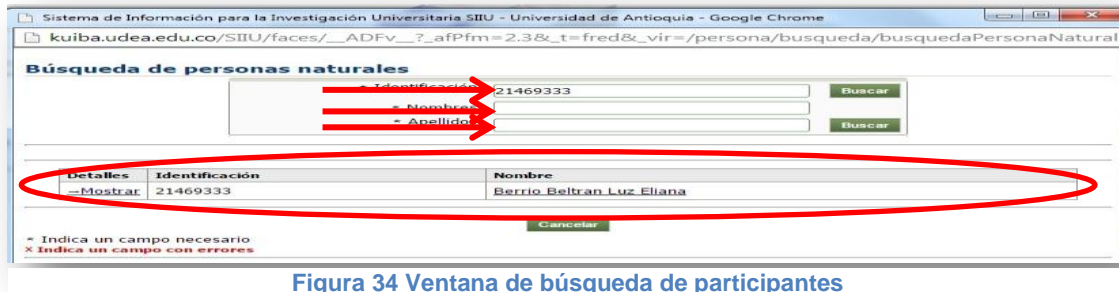 Sistema de Información para la Investigación Universitaria SIIU - Universidad de Antioquia - Google Chrome
kuiba.udea.edu.co/SIIU/faces/__ADFv__?_afPfm=2.3&_t=fred&_vir=/persona/busqueda/busquedaPersonaNatural
Búsqueda de personas naturales
* Identificación 21469333 Buscar
* Nombres
* Apellidos Buscar
Detalles Identificación Nombre
→Mostrar 21469333 Berrio Beltran Luz Eliana
Cancelar
* Indica un campo necesario
× Indica un campo con errores
Figura 34 Ventana de búsqueda de participantes